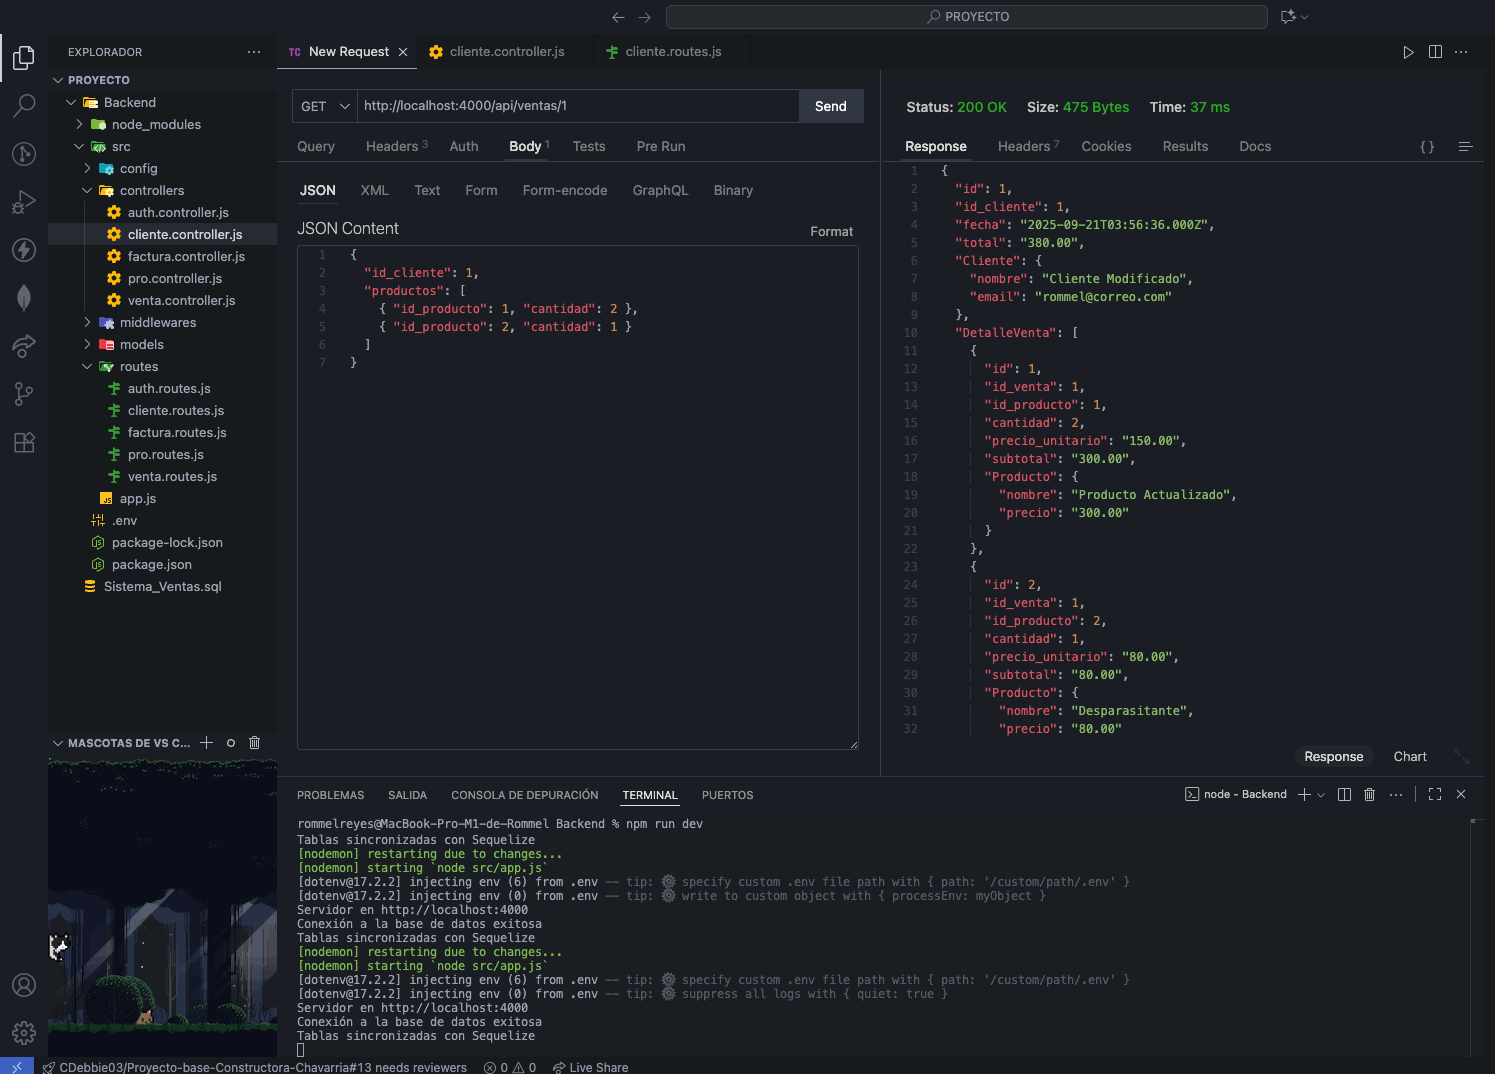 PROYECTO
EXPLORADOR
TC New Request
cliente.controller.js
cliente.routes.js
PROYECTO
Backend
node_modules
src
config
controllers
auth.controller.js
cliente.controller.js
factura.controller.js
pro.controller.js
venta.controller.js
middlewares
models
routes
auth.routes.js
cliente.routes.js
factura.routes.js
pro.routes.js
venta.routes.js
JS app.js
.env
package-lock.json
package.json
Sistema_Ventas.sql
MASCOTAS DE VS C...
GET http://localhost:4000/api/ventas/1 Send
Query Headers 3 Auth Body 1 Tests Pre Run
JSON XML Text Form Form-encode GraphQL Binary
JSON Content Format
1 {
2 "id_cliente": 1,
3 "productos": [
4 { "id_producto": 1, "cantidad": 2 },
5 { "id_producto": 2, "cantidad": 1 }
6 ]
7 }
Status: 200 OK Size: 475 Bytes Time: 37 ms
Response Headers 7 Cookies Results Docs { }
1 {
2 "id": 1,
3 "id_cliente": 1,
4 "fecha": "2025-09-21T03:56:36.000Z",
5 "total": "380.00",
6 "Cliente": {
7 "nombre": "Cliente Modificado",
8 "email": "rommel@correo.com"
9 },
10 "DetalleVenta": [
11 {
12 "id": 1,
13 "id_venta": 1,
14 "id_producto": 1,
15 "cantidad": 2,
16 "precio_unitario": "150.00",
17 "subtotal": "300.00",
18 "Producto": {
19 "nombre": "Producto Actualizado",
20 "precio": "300.00"
21 }
22 },
23 {
24 "id": 2,
25 "id_venta": 1,
26 "id_producto": 2,
27 "cantidad": 1,
28 "precio_unitario": "80.00",
29 "subtotal": "80.00",
30 "Producto": {
31 "nombre": "Desparasitante",
32 "precio": "80.00"
Response Chart
PROBLEMAS SALIDA CONSOLA DE DEPURACIÓN TERMINAL PUERTOS
node - Backend
rommelreyes@MacBook-Pro-M1-de-Rommel Backend % npm run dev
Tablas sincronizadas con Sequelize
[nodemon] restarting due to changes...
[nodemon] starting `node src/app.js`
[dotenv@17.2.2] injecting env (6) from .env -- tip: ⚙️ specify custom .env file path with { path: '/custom/path/.env' }
[dotenv@17.2.2] injecting env (0) from .env -- tip: ⚙️ write to custom object with { processEnv: myObject }
Servidor en http://localhost:4000
Conexión a la base de datos exitosa
Tablas sincronizadas con Sequelize
[nodemon] restarting due to changes...
[nodemon] starting `node src/app.js`
[dotenv@17.2.2] injecting env (6) from .env -- tip: ⚙️ specify custom .env file path with { path: '/custom/path/.env' }
[dotenv@17.2.2] injecting env (0) from .env -- tip: ⚙️ suppress all logs with { quiet: true }
Servidor en http://localhost:4000
Conexión a la base de datos exitosa
Tablas sincronizadas con Sequelize
CDebbie03/Proyecto-base-Constructora-Chavarria#13 needs reviewers 0 0 Live Share